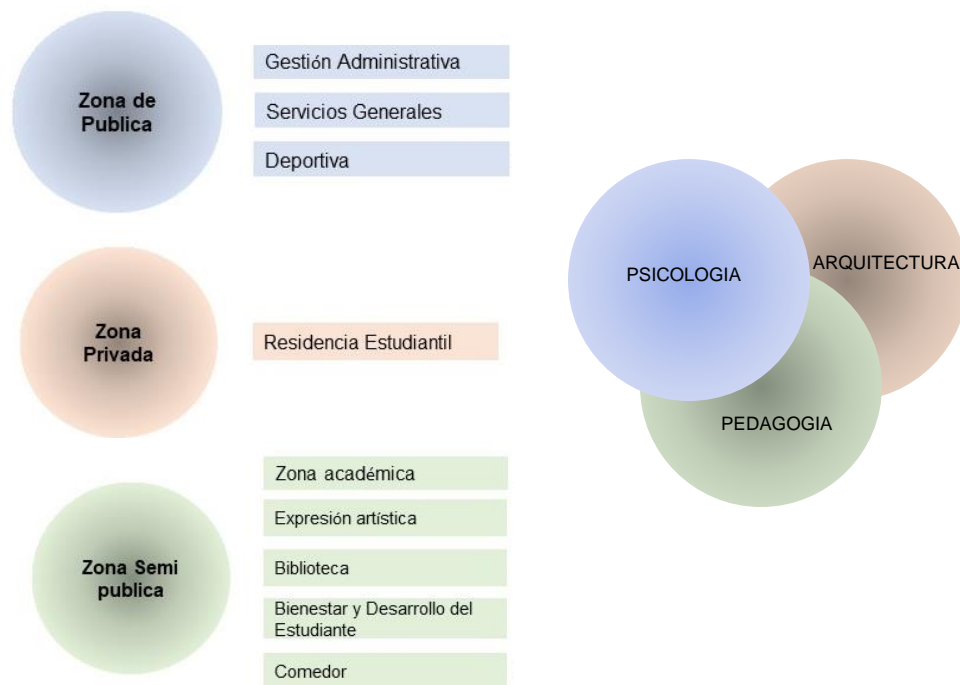 Zona de
Publica
Gestión Administrativa
Servicios Generales
Deportiva
Zona
Privada
Residencia Estudiantil
Zona Semi
publica
Zona académica
Expresión artística
Biblioteca
Bienestar y Desarrollo del
Estudiante
Comedor
PSICOLOGIA
ARQUITECTURA
PEDAGOGIA